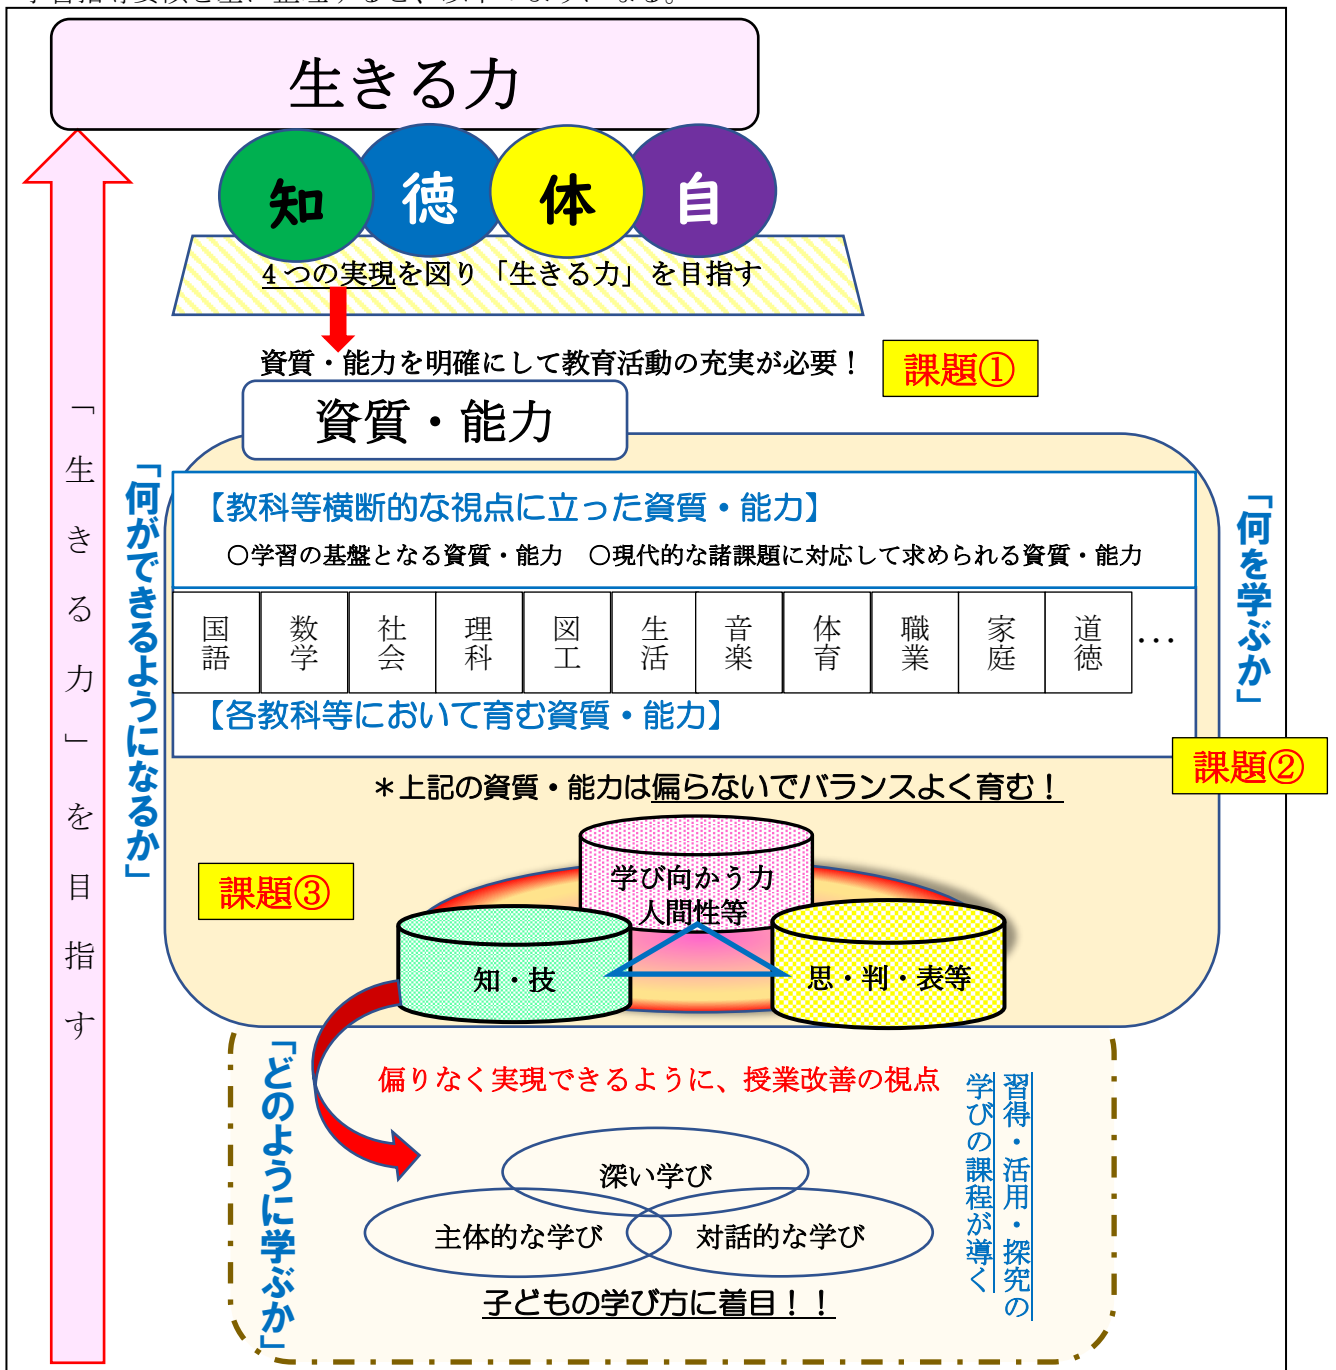 生きる力
知
徳
体
自
4つの実現を図り「生きる力」を目指す
資質・能力を明確にして教育活動の充実が必要！
課題①
資質・能力
「生きる力」を目指す
「何ができるようになるか」
「何を学ぶか」
【教科等横断的な視点に立った資質・能力】
〇学習の基盤となる資質・能力　〇現代的な諸課題に対応して求められる資質・能力
国語
数学
社会
理科
図工
生活
音楽
体育
職業
家庭
道徳
…
【各教科等において育む資質・能力】
課題②
＊上記の資質・能力は偏らないでバランスよく育む！
課題③
学び向かう力
人間性等
知・技
思・判・表等
「どのように学ぶか」
偏りなく実現できるように、授業改善の視点
習得・活用・探究の
学びの課程が導く
深い学び
主体的な学び
対話的な学び
子どもの学び方に着目！！